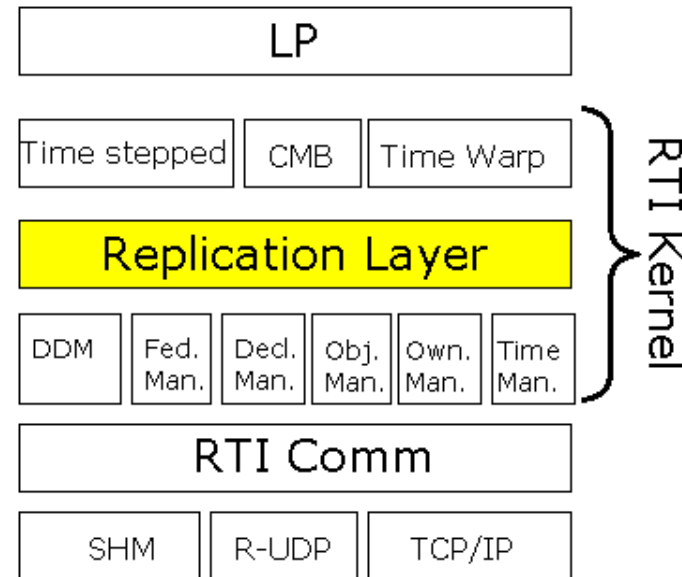 LP
Time stepped CMB Time Warp
Replication Layer
RTI Kernel
DDM Fed. Man. Decl. Man. Obj. Man. Own. Man. Time Man.
RTI Comm
SHM R-UDP TCP/IP